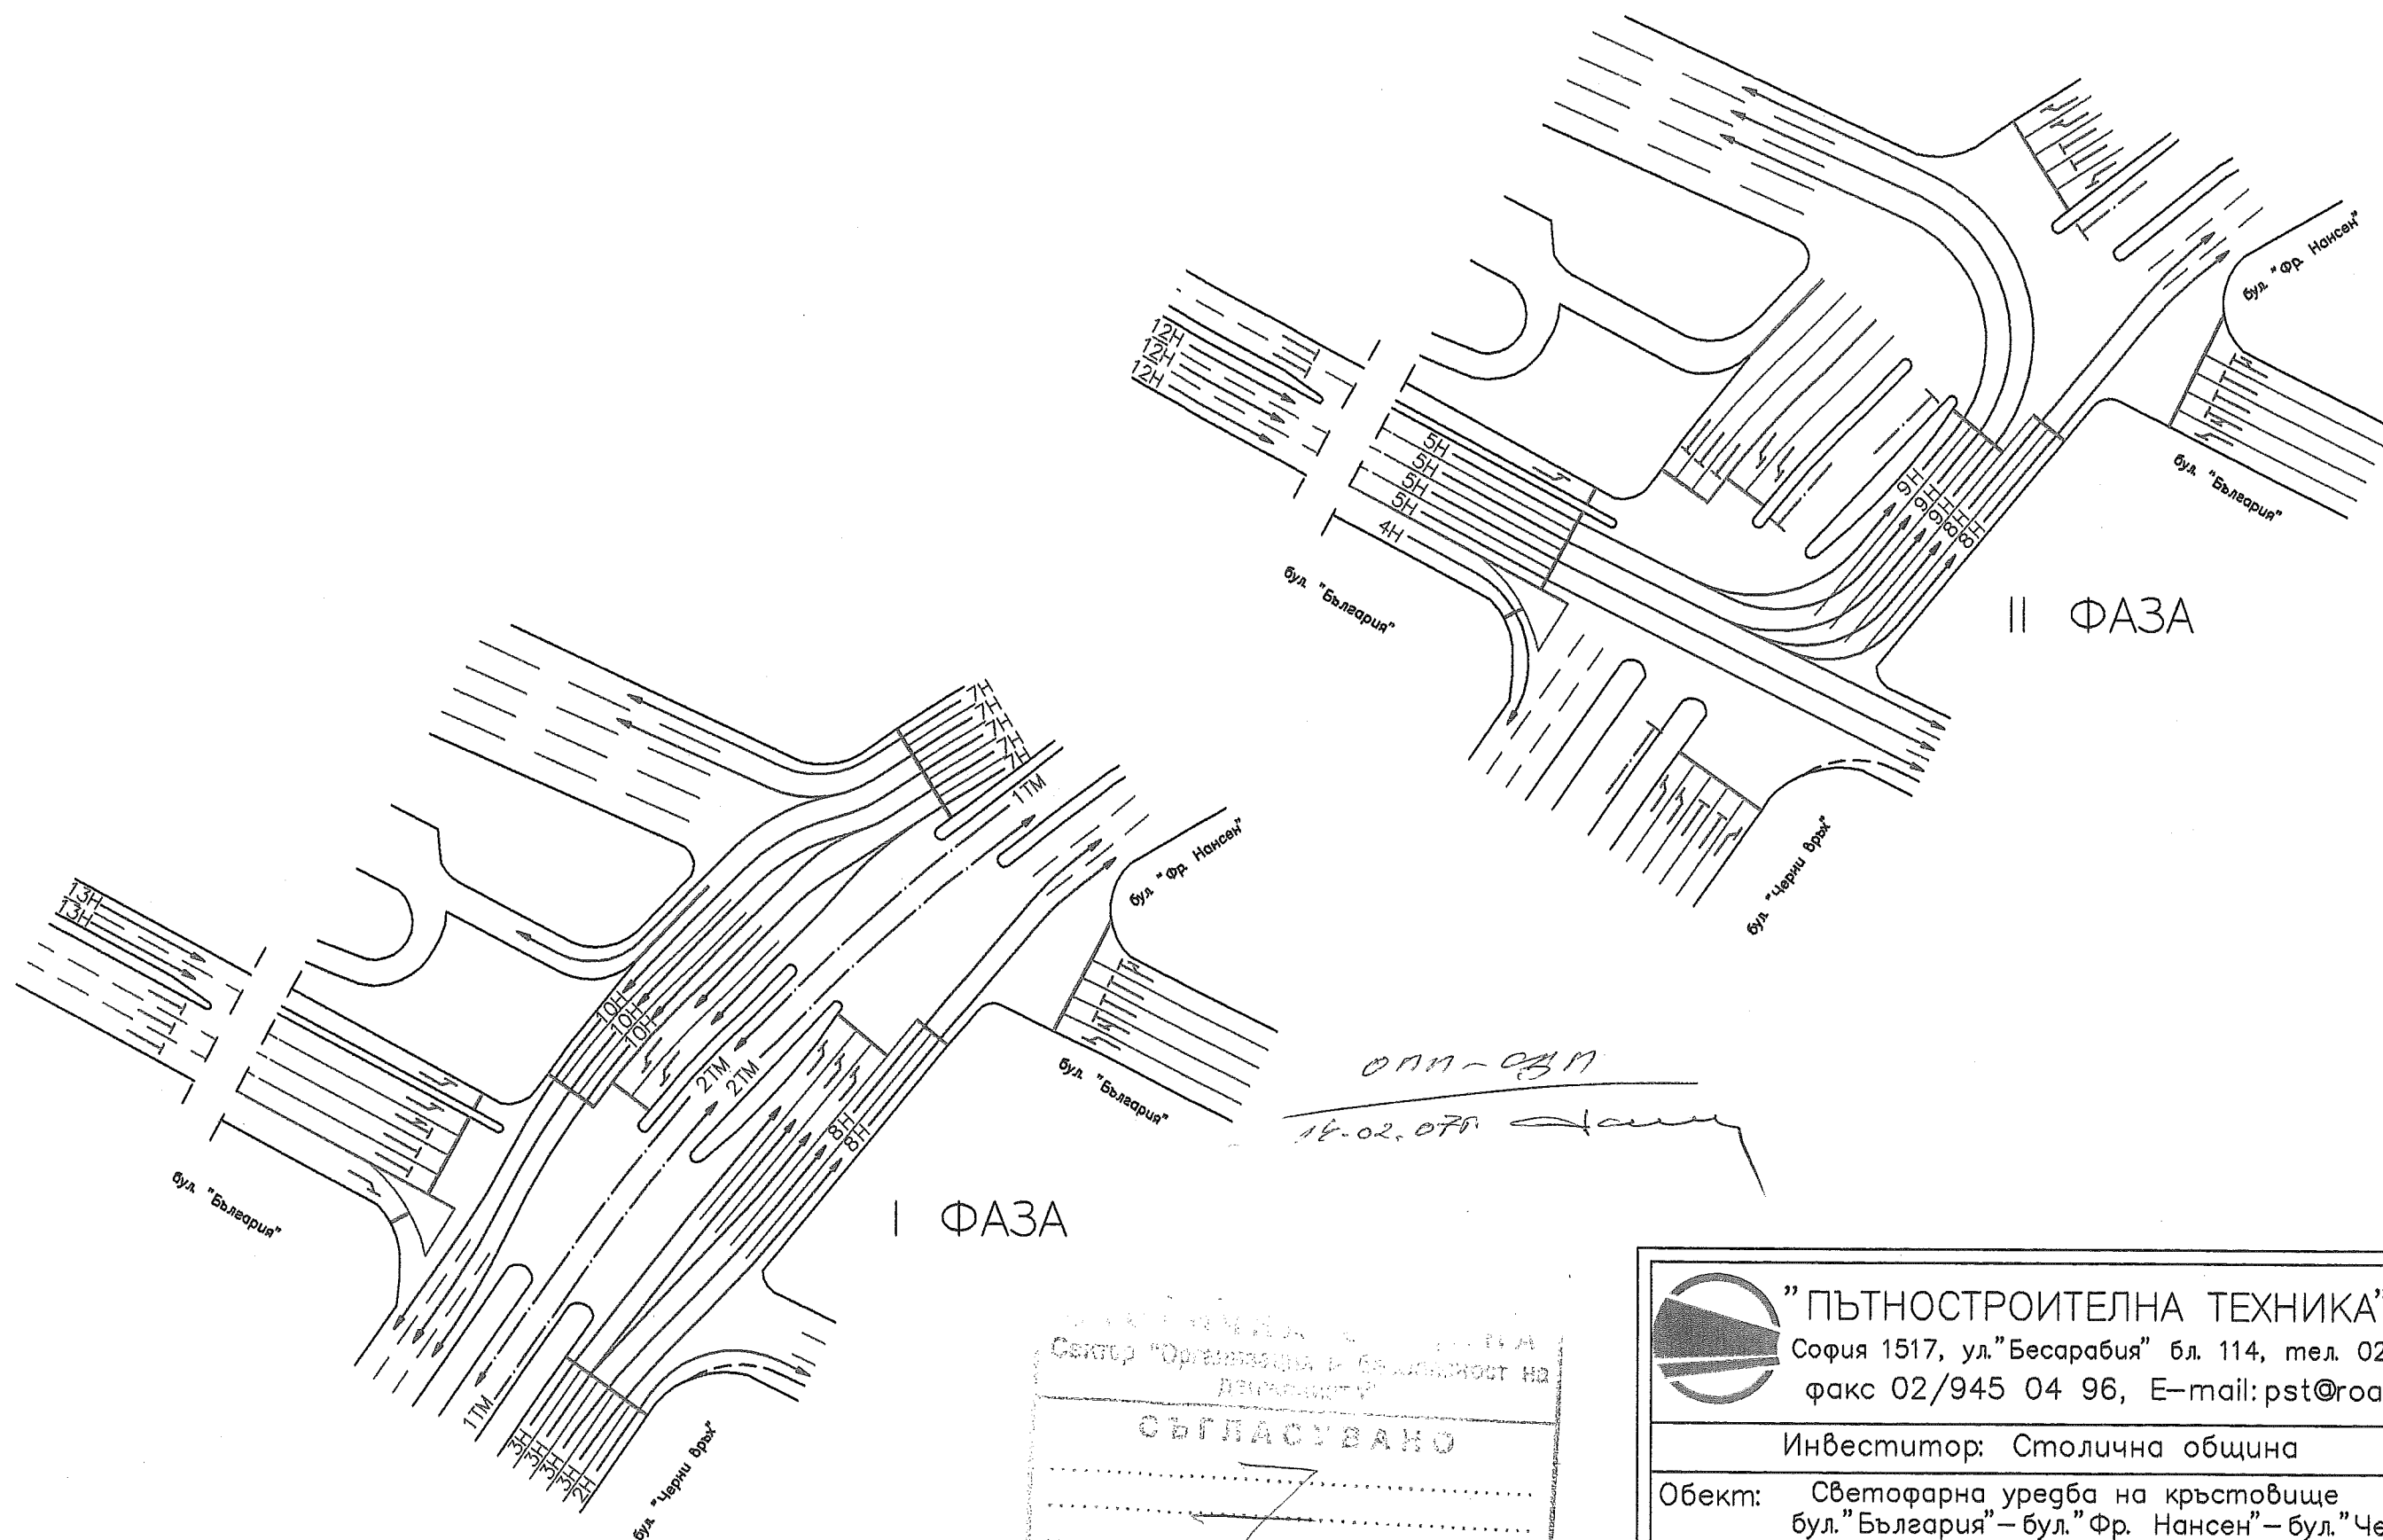 12Н
12Н
12Н
5Н
5Н
5Н
5Н
4Н
9Н
9Н
9Н
8Н
8Н
бул. "Фр. Нансен"
бул. "България"
бул. "България"
бул. "Черни връх"
II ФАЗА
7Н
7Н
7Н
7Н
7Н
1ТМ
13Н
13Н
10Н
10Н
10Н
2ТМ
2ТМ
8Н
8Н
бул. "Фр. Нансен"
бул. "България"
бул. "България"
I ФАЗА
1ТМ
3Н
3Н
3Н
3Н
2Н
бул. "Черни връх"
14.02.07г.
Сектор "Организация и безопасност на
СЪГЛАСУВАНО
"ПЪТНОСТРОИТЕЛНА ТЕХНИКА"
София 1517, ул."Бесарабия" бл. 114, тел. 02
факс 02/945 04 96, E-mail: pst@roa
Инвеститор: Столична община
Обект: Светофарна уредба на кръстовище
бул."България"–бул."Фр. Нансен"–бул."Че